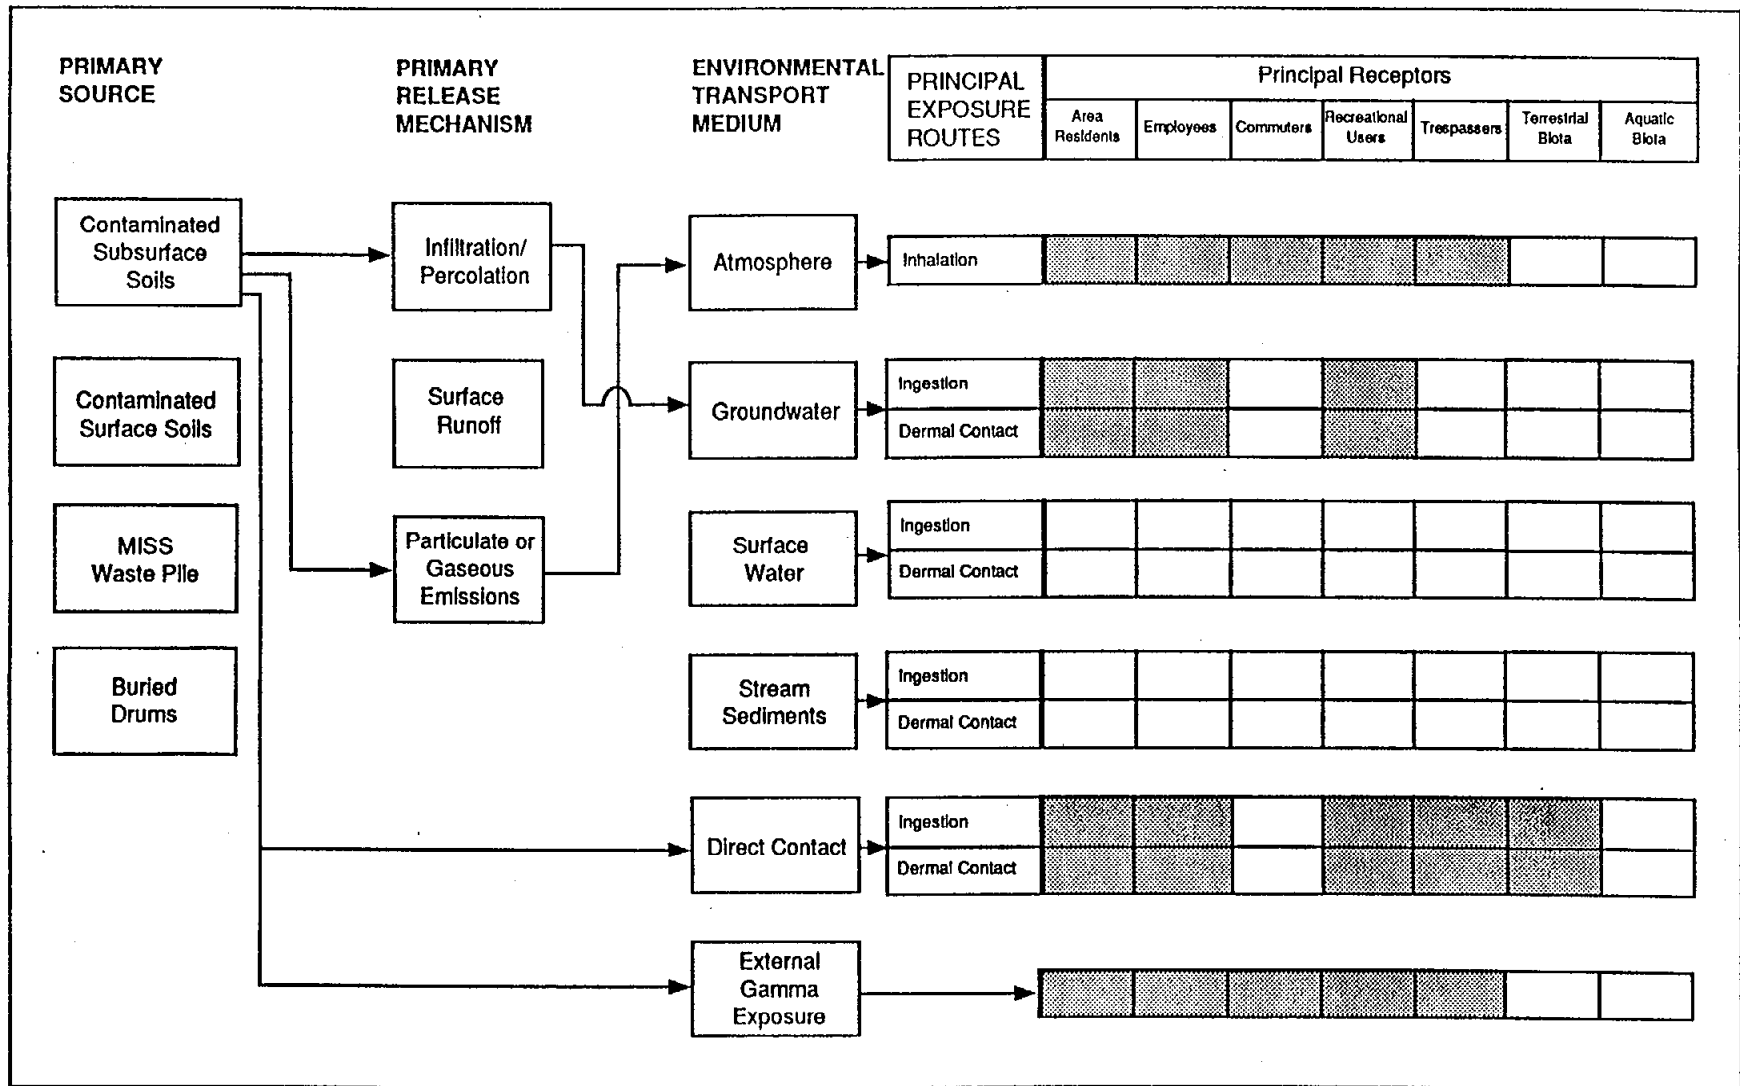 PRIMARY
SOURCE
PRIMARY
RELEASE
MECHANISM
ENVIRONMENTAL
TRANSPORT
MEDIUM
PRINCIPAL
EXPOSURE
ROUTES
Principal Receptors
Area
Residents
Employees
Commuters
Recreational
Users
Trespassers
Terrestrial
Biota
Aquatic
Biota
Contaminated
Subsurface
Soils
Infiltration/
Percolation
Atmosphere
Inhalation
Contaminated
Surface Soils
Surface
Runoff
Groundwater
Ingestion
Dermal Contact
MISS
Waste Pile
Particulate or
Gaseous
Emissions
Surface
Water
Ingestion
Dermal Contact
Buried
Drums
Stream
Sediments
Ingestion
Dermal Contact
Direct Contact
Ingestion
Dermal Contact
External
Gamma
Exposure